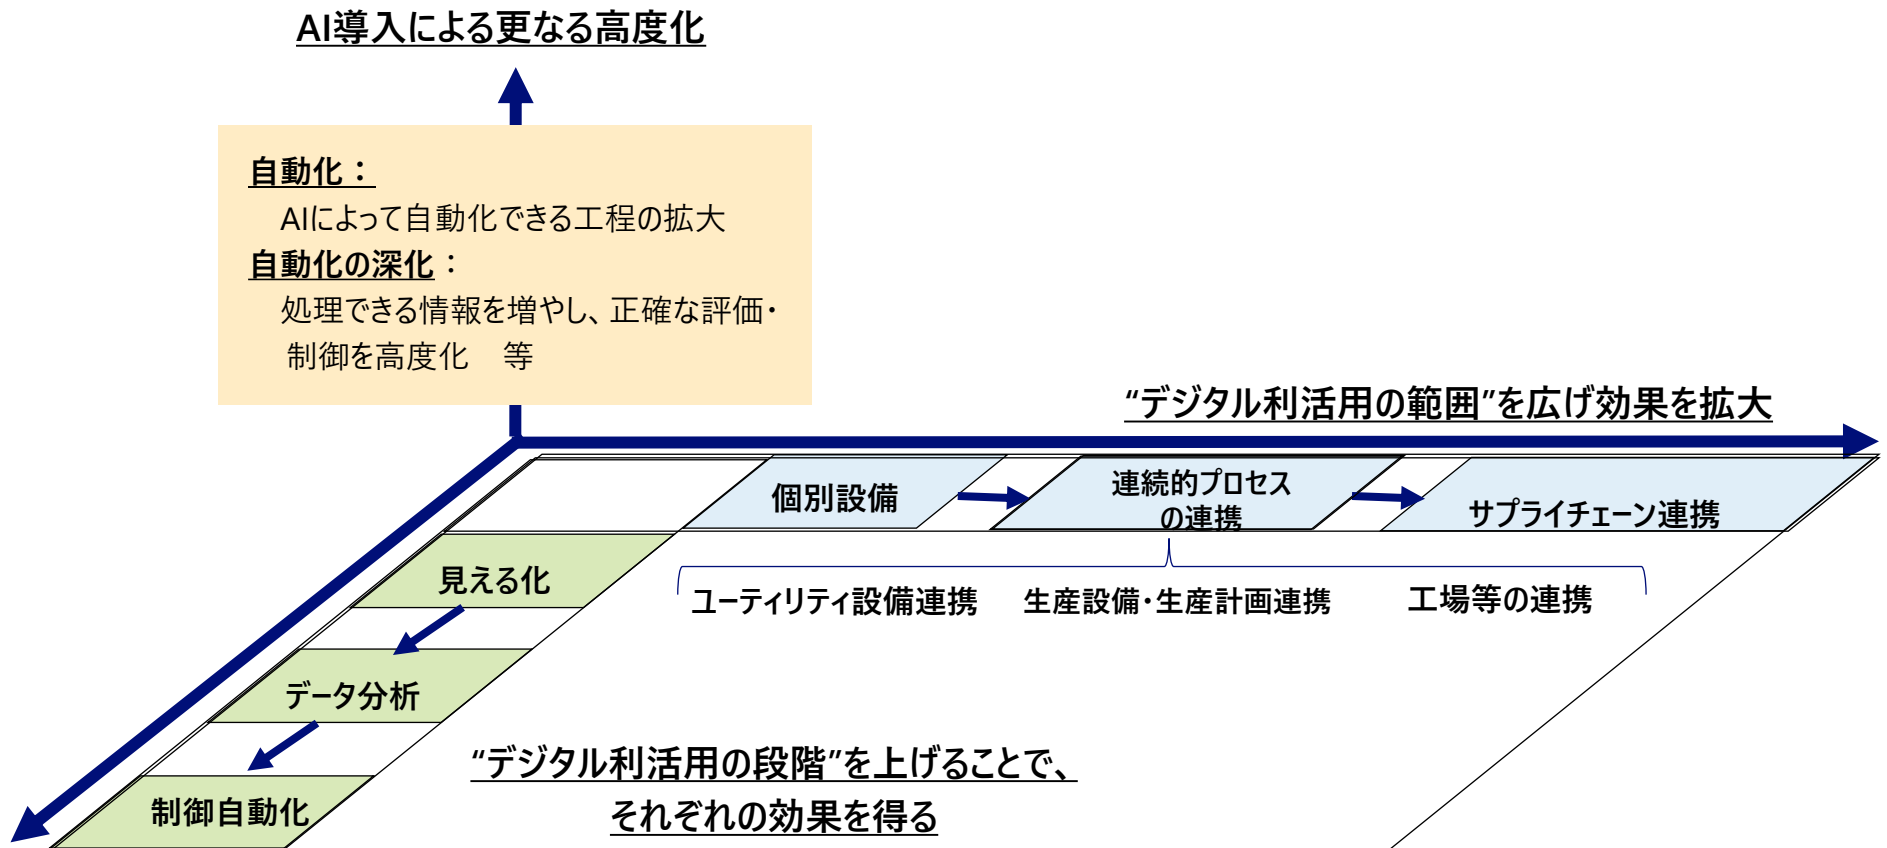 AI導入による更なる高度化
自動化：
AIによって自動化できる工程の拡大
自動化の深化：
処理できる情報を増やし、正確な評価・
制御を高度化　等
“デジタル利活用の範囲”を広げ効果を拡大
個別設備
連続的プロセス
の連携
サプライチェーン連携
見える化
ユーティリティ設備連携
生産設備・生産計画連携
工場等の連携
データ分析
“デジタル利活用の段階”を上げることで、
それぞれの効果を得る
制御自動化